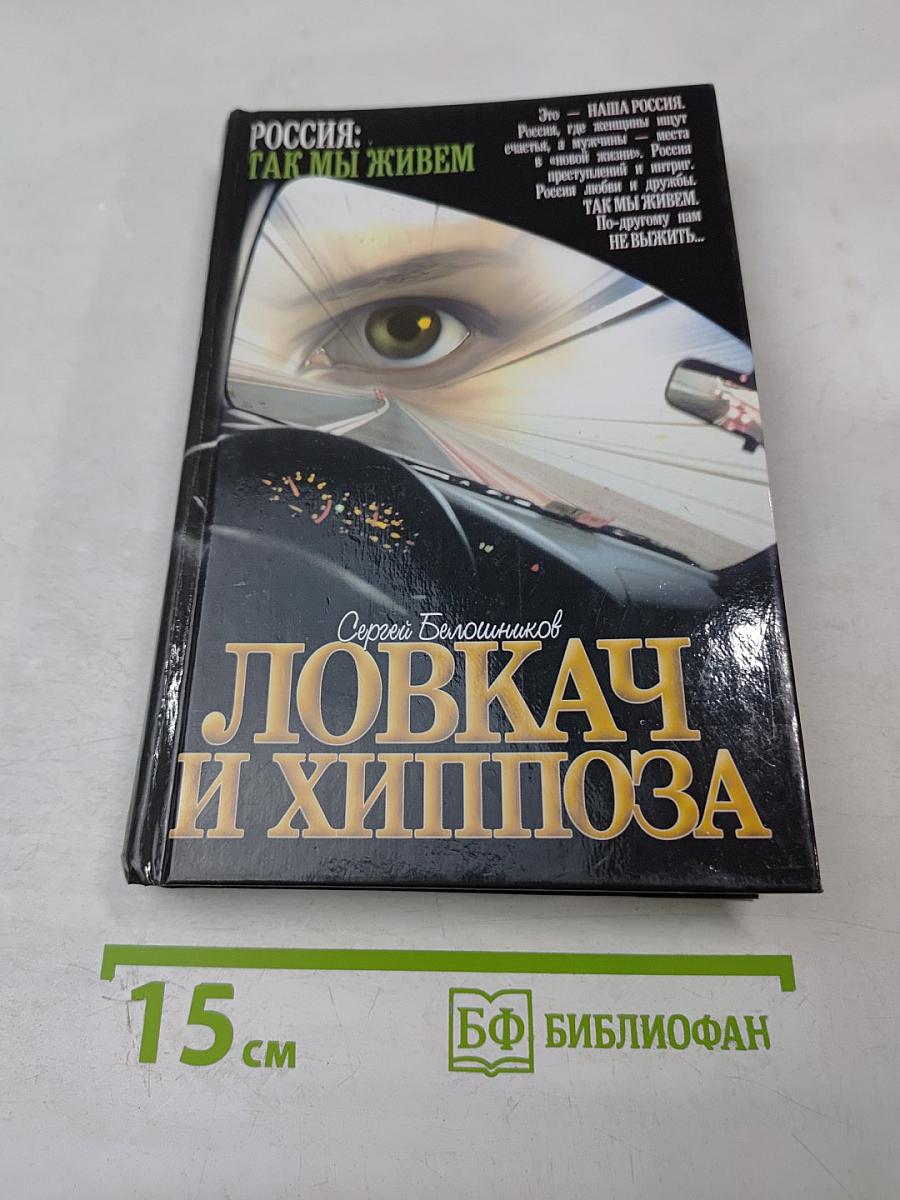 РОССИЯ:
ТАК МЫ ЖИВЕМ
Это — НАША РОССИЯ.
Россия, где женщины ищут
счастья, а мужчины — места
в «новой жизни». Россия
преступлений и интриг.
Россия любви и дружбы.
ТАК МЫ ЖИВЕМ.
По-другому нам
НЕ ВЫЖИТЬ...
Сергей Белошников
ЛОВКАЧ
И ХИППОЗА
15 см
БФ БИБЛИОФАН